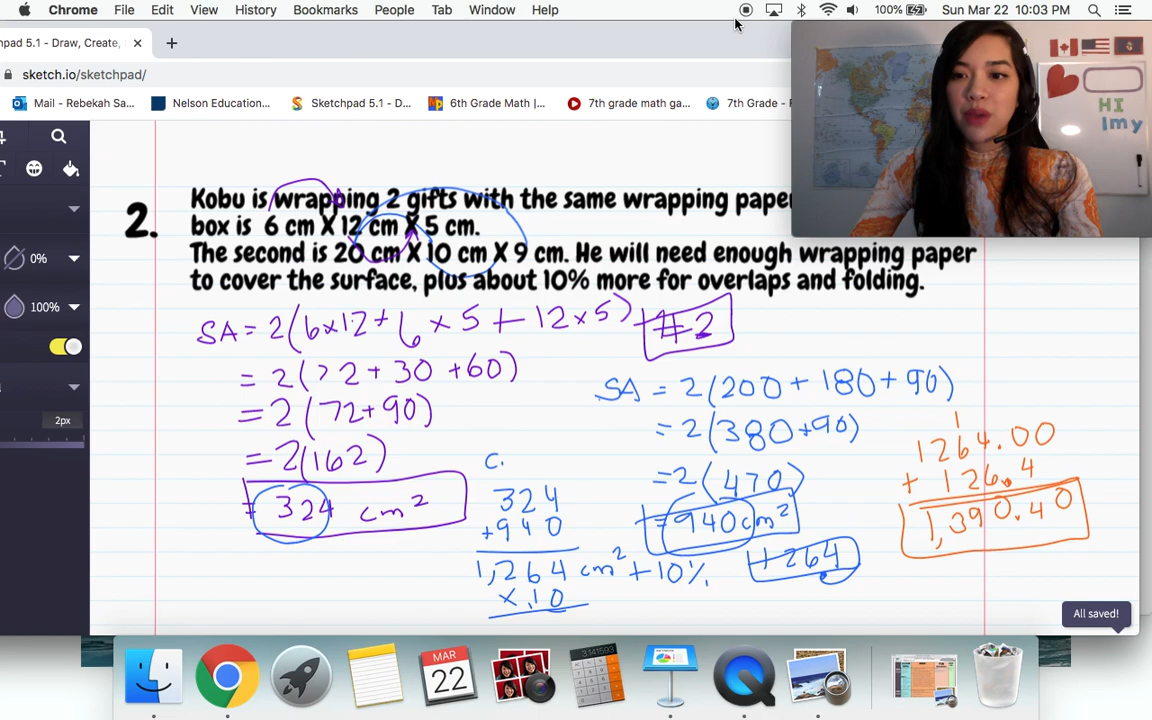 Chrome File Edit View History Bookmarks People Tab Window Help 100% Sun Mar 22 10:03 PM
pad 5.1 - Draw, Create,
sketch.io/sketchpad/
Mail - Rebekah Sa... Nelson Education... Sketchpad 5.1 - D... 6th Grade Math |... 7th grade math ga... 7th Grade -
HI
Imy
2.
Kobu is wrapping 2 gifts with the same wrapping
box is 6 cm X 12 cm X 5 cm.
The second is 20 cm X 10 cm X 9 cm. He will need enough wrapping paper
to cover the surface, plus about 10% more for overlaps and folding.
0%
100%
2px
SA = 2(6x12 + 6 x 5 + 12 x 5)
#2
= 2(72 + 30 + 60)
= 2(72 + 90)
= 2(162)
= 324 cm²
SA = 2(200 + 180 + 90)
= 2(380 + 90)
= 2(470)
= 940 cm²
C.
324
+940
1,264 cm² + 10%
x .10
1
1264.00
+ 126.4
1,390.40
All saved!
MAR
22
3.141593